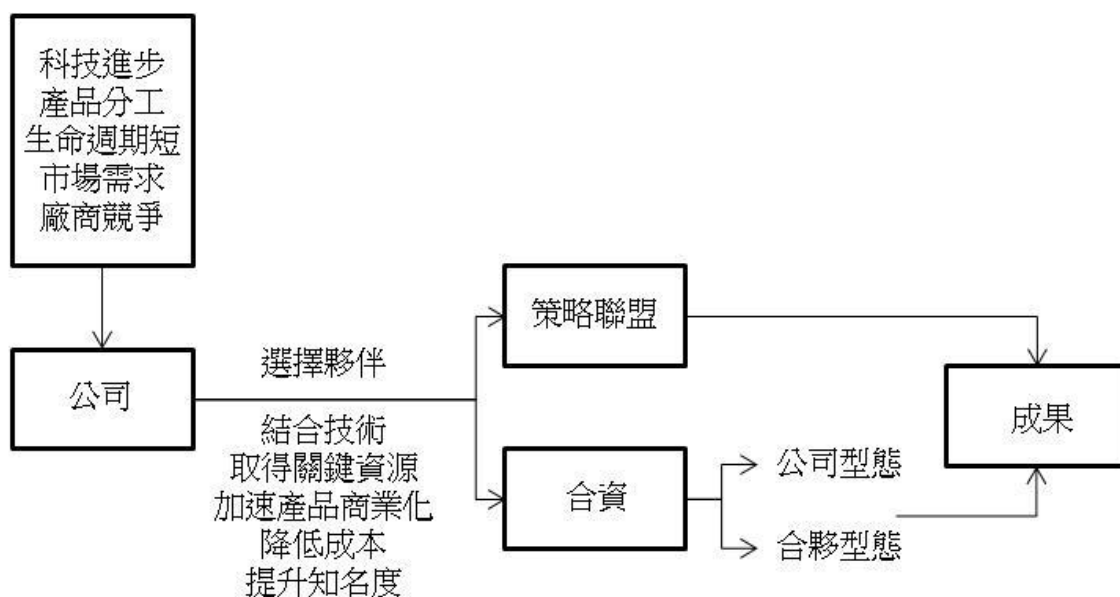 科技進步
產品分工
生命週期短
市場需求
廠商競爭
公司
選擇夥伴
結合技術
取得關鍵資源
加速產品商業化
降低成本
提升知名度
策略聯盟
合資
公司型態
合夥型態
成果